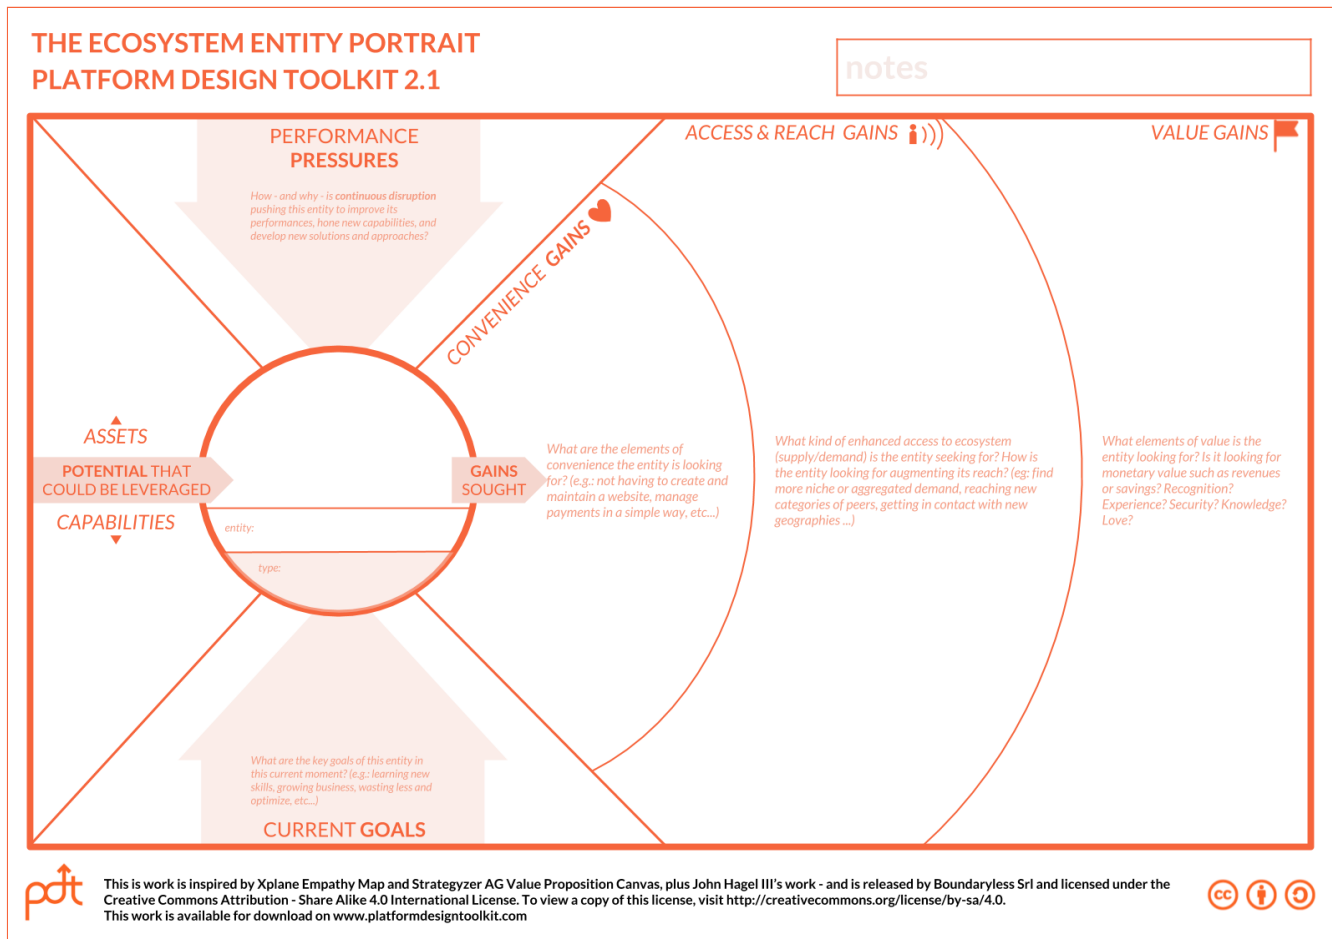 THE ECOSYSTEM ENTITY PORTRAIT
PLATFORM DESIGN TOOLKIT 2.1
notes
PERFORMANCE
PRESSURES
How - and why - is continuous disruption
pushing this entity to improve its
performances, hone new capabilities, and
develop new solutions and approaches?
CONVENIENCE GAINS
ACCESS & REACH GAINS
VALUE GAINS
ASSETS
POTENTIAL THAT
COULD BE LEVERAGED
CAPABILITIES
entity:
type:
GAINS
SOUGHT
What are the elements of
convenience the entity is looking
for? (e.g.: not having to create and
maintain a website, manage
payments in a simple way, etc...)
What kind of enhanced access to ecosystem
(supply/demand) is the entity seeking for? How is
the entity looking for augmenting its reach? (eg: find
more niche or aggregated demand, reaching new
categories of peers, getting in contact with new
geographies ...)
What elements of value is the
entity looking for? Is it looking for
monetary value such as revenues
or savings? Recognition?
Experience? Security? Knowledge?
Love?
What are the key goals of this entity in
this current moment? (e.g.: learning new
skills, growing business, wasting less and
optimize, etc...)
CURRENT GOALS
pdt
This is work is inspired by Xplane Empathy Map and Strategyzer AG Value Proposition Canvas, plus John Hagel III's work - and is released by Boundaryless Srl and licensed under the
Creative Commons Attribution - Share Alike 4.0 International License. To view a copy of this license, visit http://creativecommons.org/license/by-sa/4.0.
This work is available for download on www.platformdesigntoolkit.com
cc